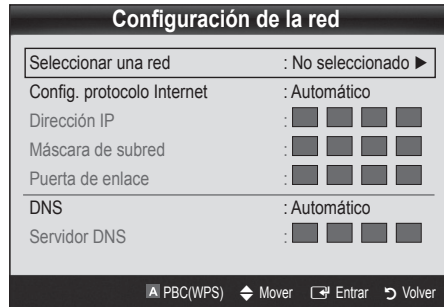 Configuración de la red
Seleccionar una red : No seleccionado ►
Config. protocolo Internet : Automático
Dirección IP :
Máscara de subred :
Puerta de enlace :
DNS : Automático
Servidor DNS :
A PBC(WPS) Mover Entrar Volver